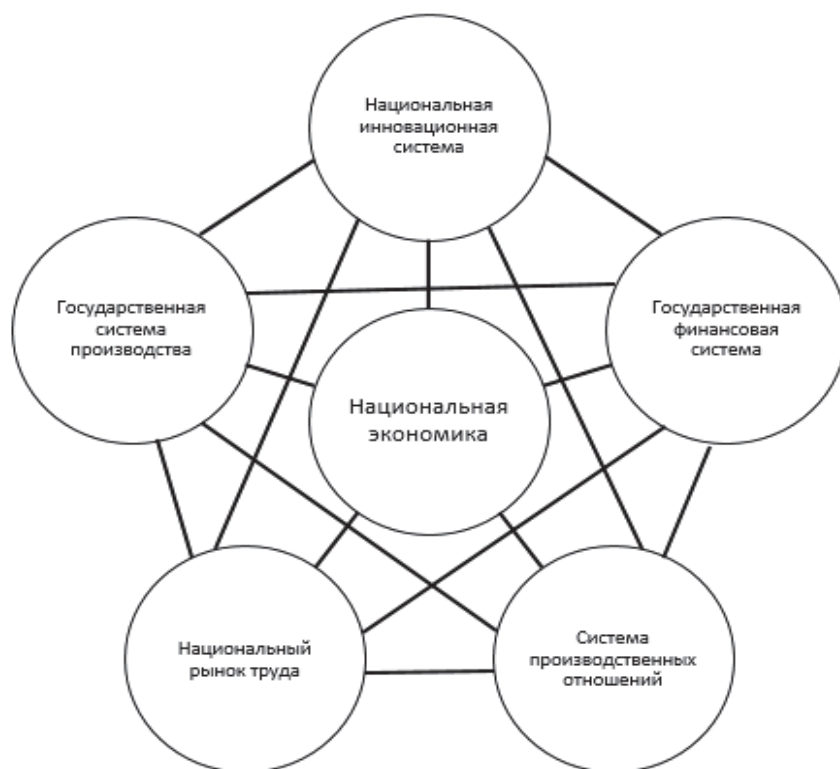 Национальная
инновационная
система
Государственная
система
производства
Государственная
финансовая
система
Национальная
экономика
Национальный
рынок труда
Система
производственных
отношений